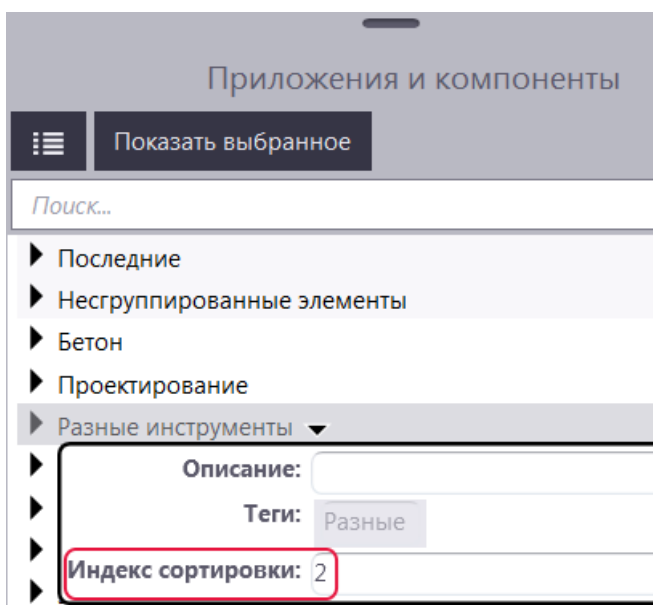 Приложения и компоненты
Показать выбранное
Поиск...
Последние
Несгруппированные элементы
Бетон
Проектирование
Разные инструменты
Описание:
Теги: Разные
Индекс сортировки: 2